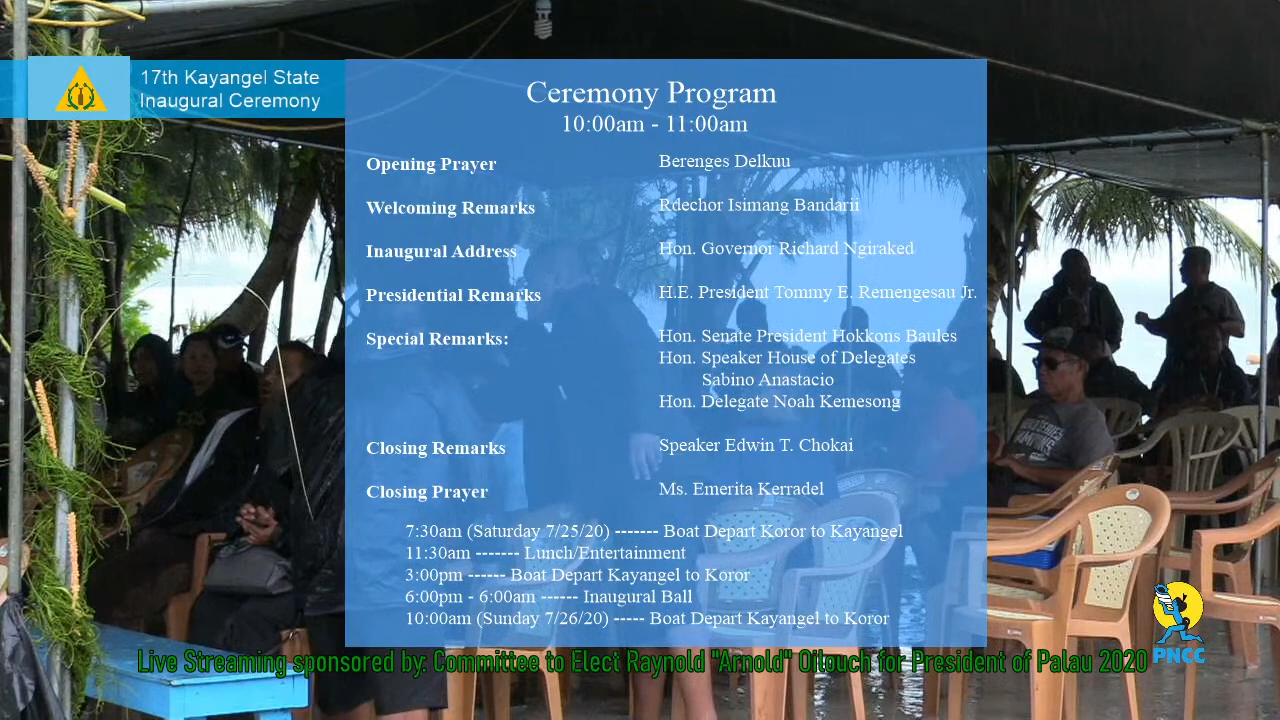 17th Kayangel State
Inaugural Ceremony
Ceremony Program
10:00am - 11:00am
Opening Prayer Berenges Delkuu
Welcoming Remarks Rdechor Isimang Bandarii
Inaugural Address Hon. Governor Richard Ngiraked
Presidential Remarks H.E. President Tommy E. Remengesau Jr.
Special Remarks: Hon. Senate President Hokkons Baules
Hon. Speaker House of Delegates
Sabino Anastacio
Hon. Delegate Noah Kemesong
Closing Remarks Speaker Edwin T. Chokai
Closing Prayer Ms. Emerita Kerradel
7:30am (Saturday 7/25/20) ------- Boat Depart Koror to Kayangel
11:30am ------- Lunch/Entertainment
3:00pm ------ Boat Depart Kayangel to Koror
6:00pm - 6:00am ------ Inaugural Ball
10:00am (Sunday 7/26/20) ----- Boat Depart Kayangel to Koror
Live Streaming sponsored by: Committee to Elect Raynold "Arnold" Oilouch for President of Palau 2020
PNCC